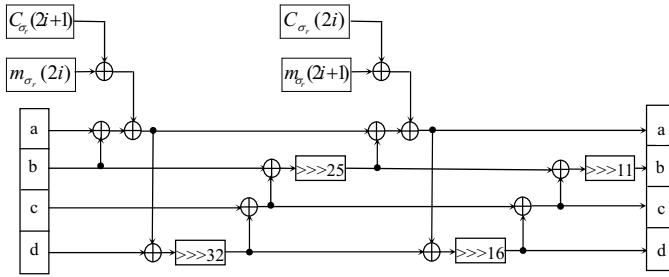 C_{σ_r}(2i+1) C_{σ_r}(2i)
m_{σ_r}(2i) m_{σ_r}(2i+1)
a a
b >>>25 >>>11 b
c c
d >>>32 >>>16 d